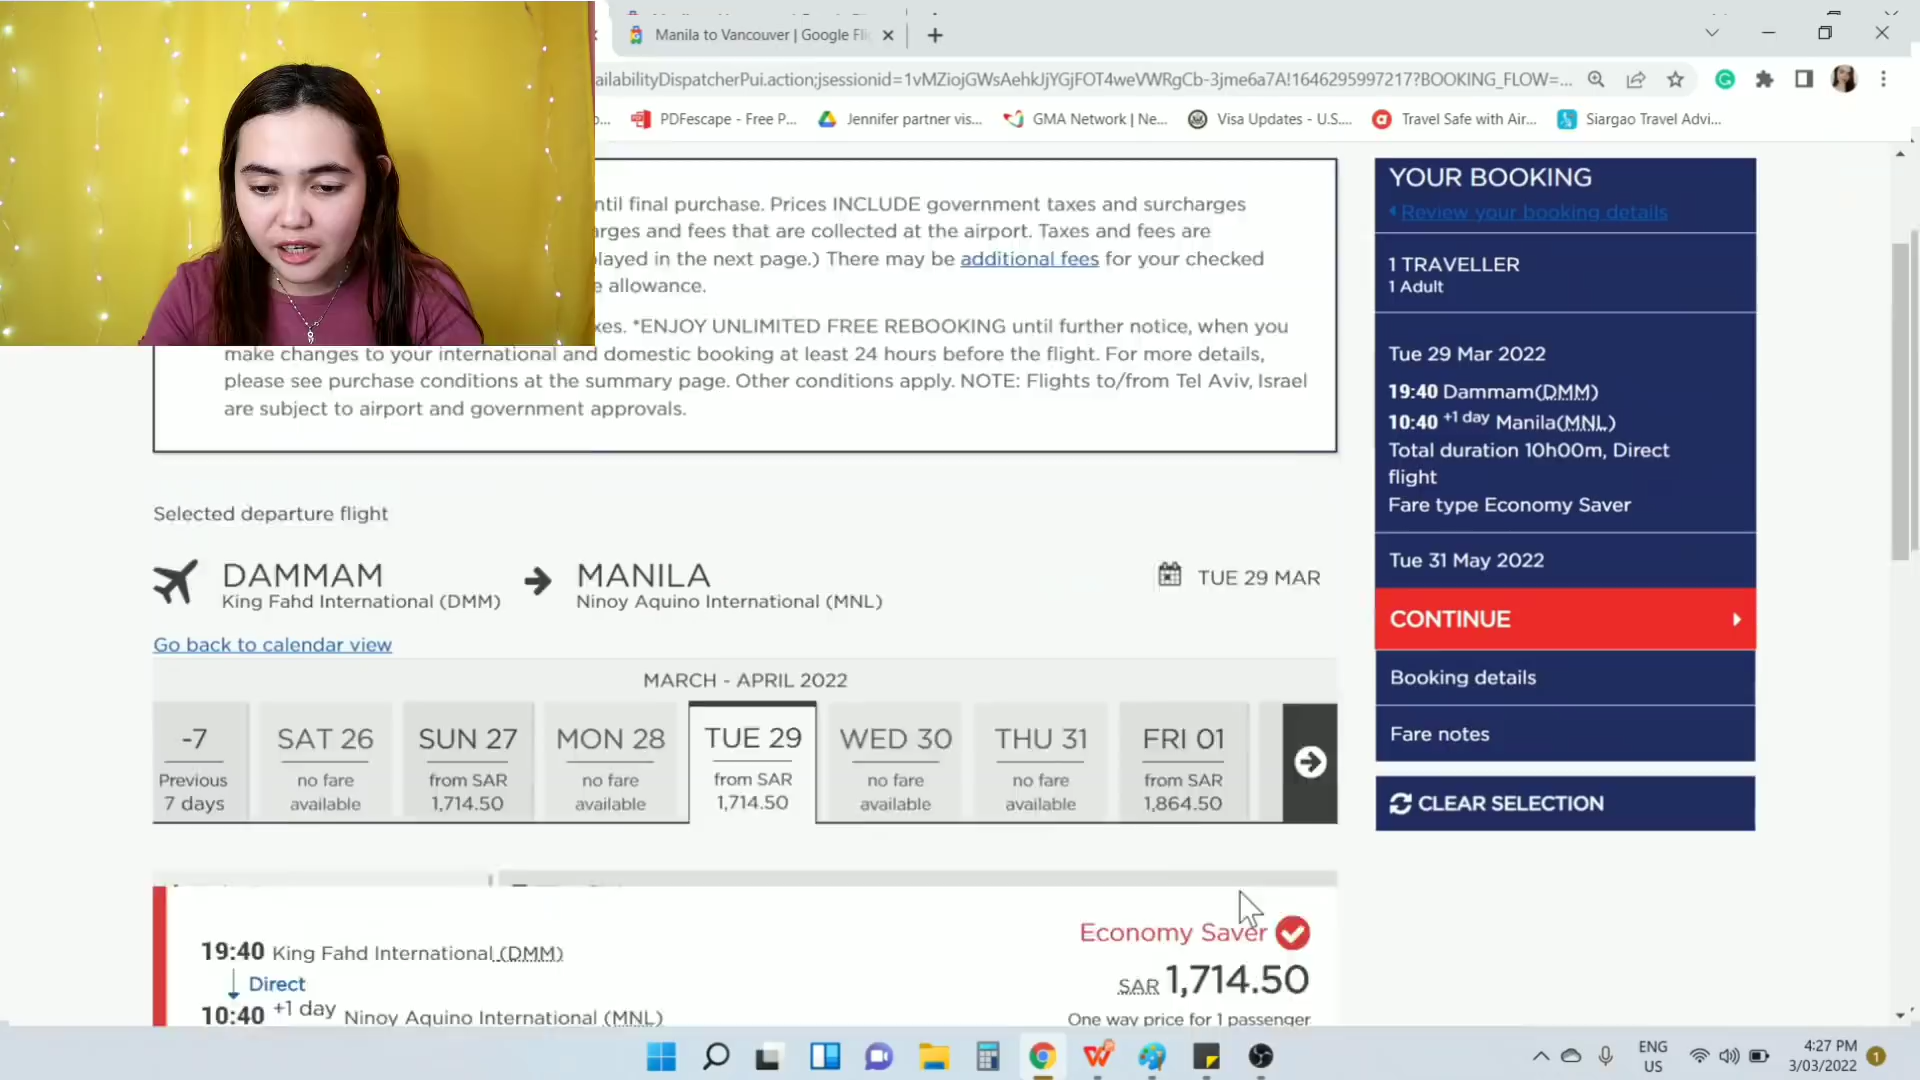 Manila to Vancouver | Google Fli
ailabilityDispatcherPui.action;jsessionid=1vMZiojGWsAehkJjYGjFOT4weVWRgCb-3jme6a7A!1646295997217?BOOKING_FLOW=...
PDFescape - Free P... Jennifer partner vis... GMA Network | Ne... Visa Updates - U.S.... Travel Safe with Air... Siargao Travel Advi...
ntil final purchase. Prices INCLUDE government taxes and surcharges
arges and fees that are collected at the airport. Taxes and fees are
layed in the next page.) There may be additional fees for your checked
e allowance.
xes. *ENJOY UNLIMITED FREE REBOOKING until further notice, when you
make changes to your international and domestic booking at least 24 hours before the flight. For more details,
please see purchase conditions at the summary page. Other conditions apply. NOTE: Flights to/from Tel Aviv, Israel
are subject to airport and government approvals.
Selected departure flight
DAMMAM MANILA TUE 29 MAR
King Fahd International (DMM) Ninoy Aquino International (MNL)
Go back to calendar view
MARCH - APRIL 2022
-7 SAT 26 SUN 27 MON 28 TUE 29 WED 30 THU 31 FRI 01
Previous no fare from SAR no fare from SAR no fare no fare from SAR
7 days available 1,714.50 available 1,714.50 available available 1,864.50
Economy Saver
19:40 King Fahd International (DMM)
Direct
SAR 1,714.50
10:40 +1 day Ninoy Aquino International (MNL)
One way price for 1 passenger
YOUR BOOKING
Review your booking details
1 TRAVELLER
1 Adult
Tue 29 Mar 2022
19:40 Dammam(DMM)
10:40 +1 day Manila(MNL)
Total duration 10h00m, Direct
flight
Fare type Economy Saver
Tue 31 May 2022
CONTINUE
Booking details
Fare notes
CLEAR SELECTION
ENG
US
4:27 PM
3/03/2022
1